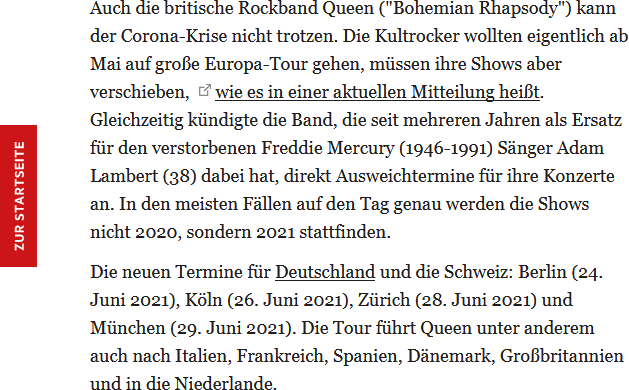 Auch die britische Rockband Queen ("Bohemian Rhapsody") kann
der Corona-Krise nicht trotzen. Die Kultrocker wollten eigentlich ab
Mai auf große Europa-Tour gehen, müssen ihre Shows aber
verschieben, wie es in einer aktuellen Mitteilung heißt.
Gleichzeitig kündigte die Band, die seit mehreren Jahren als Ersatz
für den verstorbenen Freddie Mercury (1946-1991) Sänger Adam
Lambert (38) dabei hat, direkt Ausweichtermine für ihre Konzerte
an. In den meisten Fällen auf den Tag genau werden die Shows
nicht 2020, sondern 2021 stattfinden.
Die neuen Termine für Deutschland und die Schweiz: Berlin (24.
Juni 2021), Köln (26. Juni 2021), Zürich (28. Juni 2021) und
München (29. Juni 2021). Die Tour führt Queen unter anderem
auch nach Italien, Frankreich, Spanien, Dänemark, Großbritannien
und in die Niederlande.
ZUR STARTSEITE